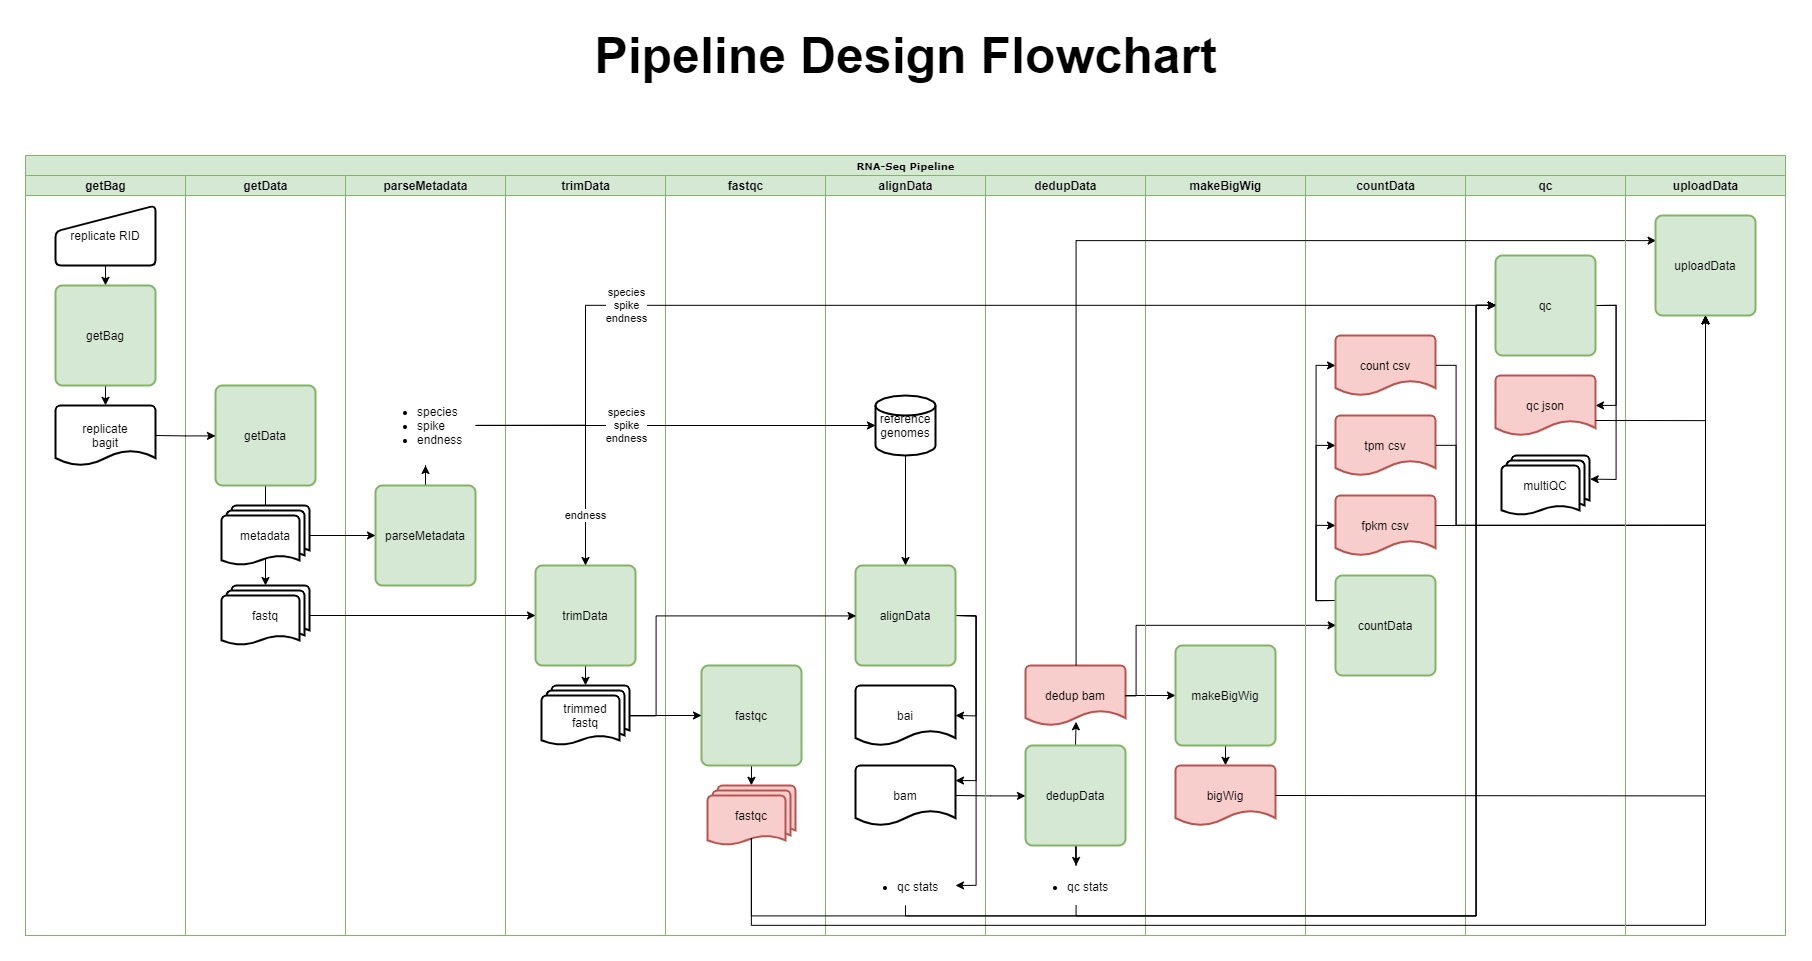 Pipeline Design Flowchart
RNA-Seq Pipeline
getBag
getData
parseMetadata
trimData
fastqc
alignData
dedupData
makeBigWig
countData
qc
uploadData
replicate RID
getBag
replicate
bagit
getData
metadata
fastq
• species
• spike
• endness
parseMetadata
species
spike
endness
species
spike
endness
endness
trimData
trimmed
fastq
fastqc
fastqc
reference
genomes
alignData
bai
bam
• qc stats
dedup bam
dedupData
• qc stats
makeBigWig
bigWig
count csv
tpm csv
fpkm csv
countData
qc
qc json
multiQC
uploadData